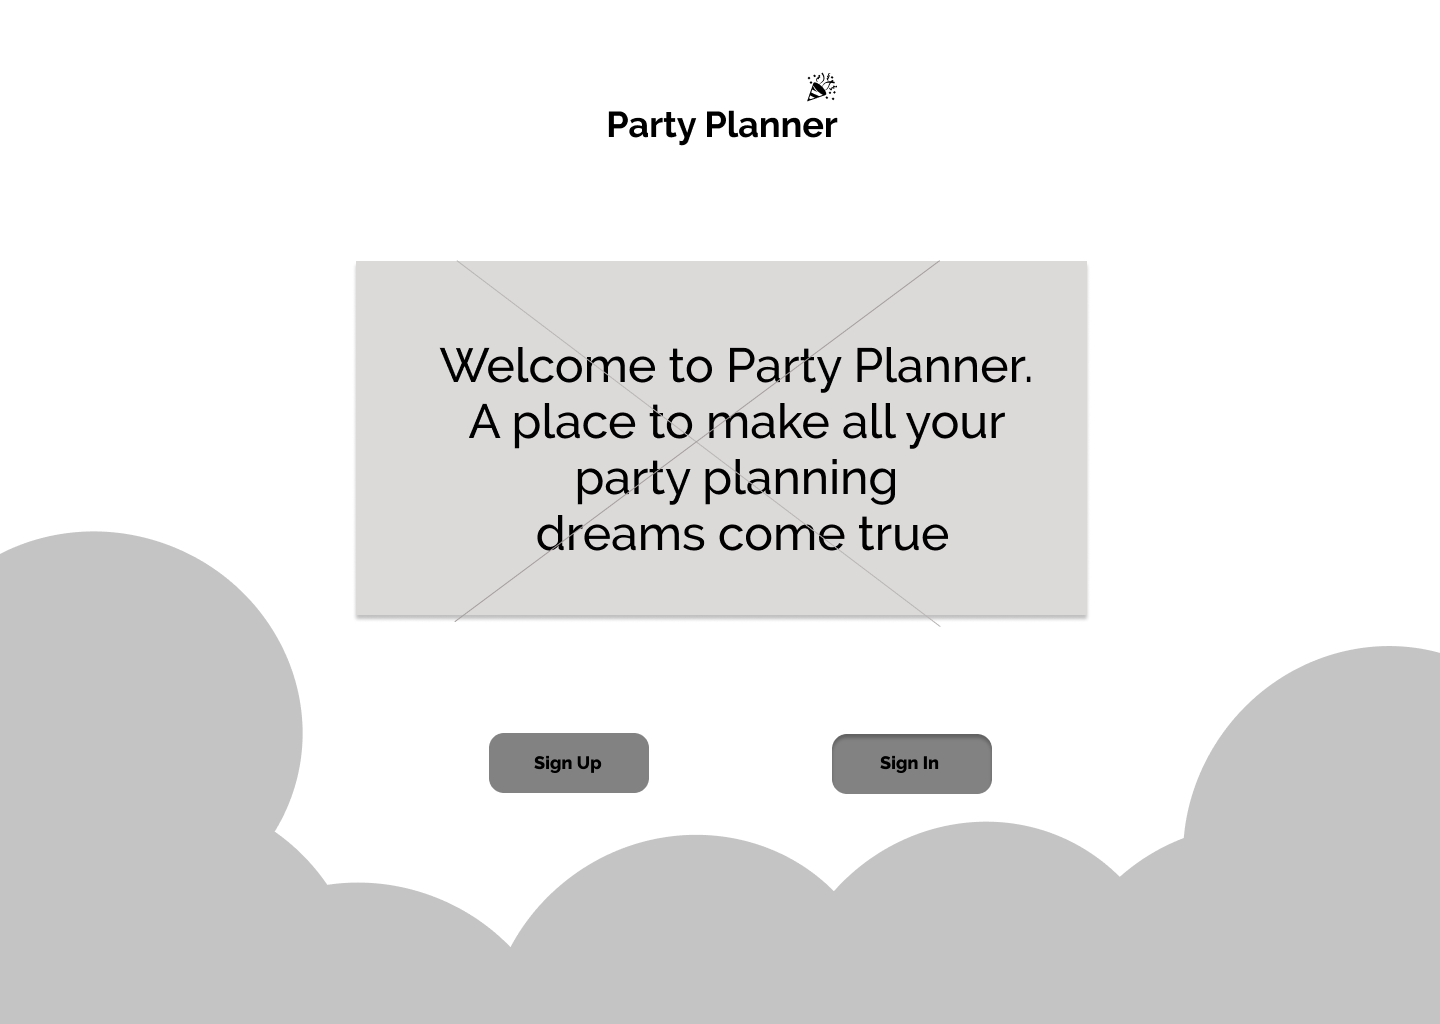 Party Planner
Welcome to Party Planner.
A place to make all your
party planning
dreams come true
Sign Up
Sign In